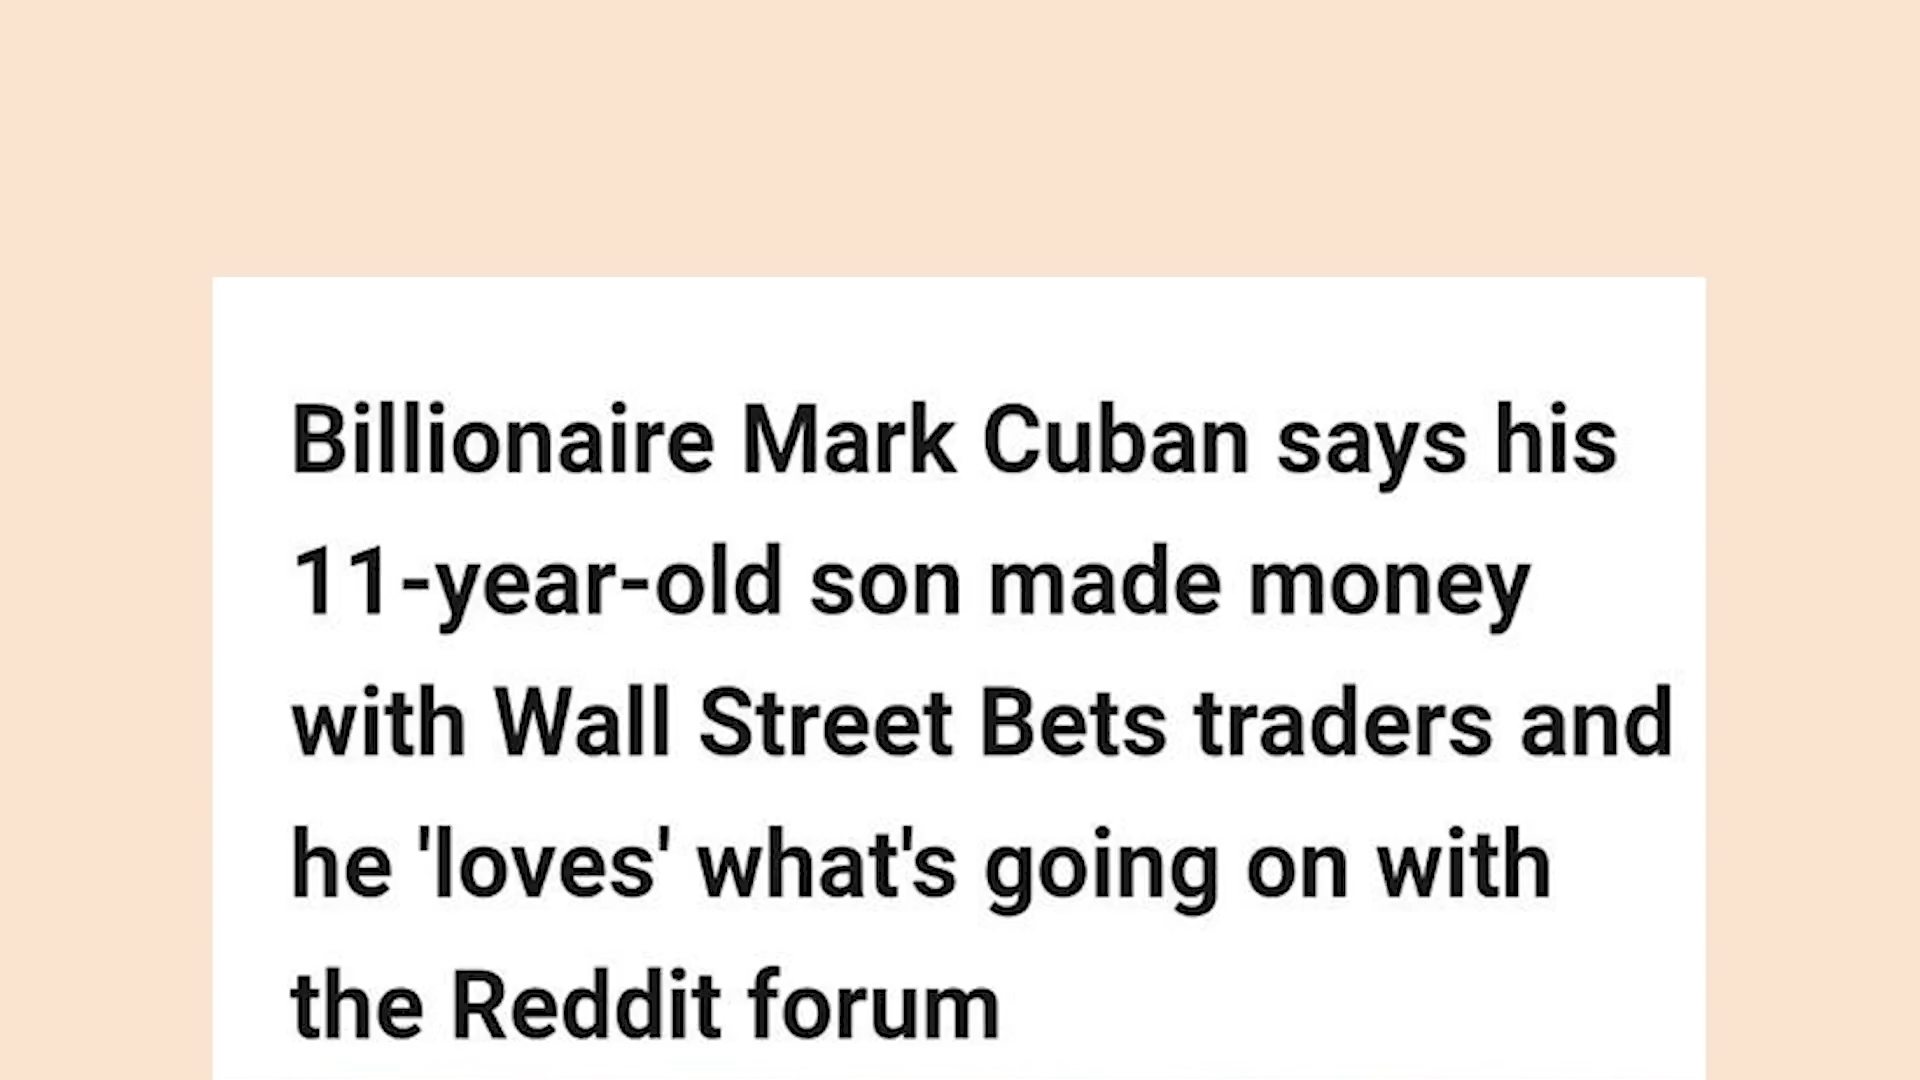 Billionaire Mark Cuban says his
11-year-old son made money
with Wall Street Bets traders and
he 'loves' what's going on with
the Reddit forum